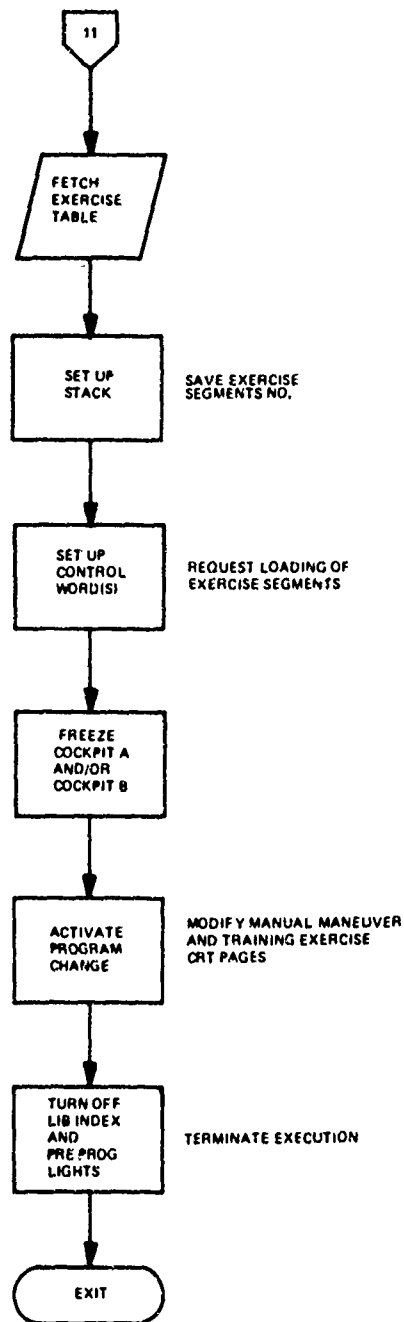 11
FETCH
EXERCISE
TABLE
SET UP
STACK
SAVE EXERCISE
SEGMENTS NO.
SET UP
CONTROL
WORD(S)
REQUEST LOADING OF
EXERCISE SEGMENTS
FREEZE
COCKPIT A
AND/OR
COCKPIT B
ACTIVATE
PROGRAM
CHANGE
MODIFY MANUAL MANEUVER
AND TRAINING EXERCISE
CRT PAGES
TURN OFF
LIB INDEX
AND
PRE PROG
LIGHTS
TERMINATE EXECUTION
EXIT